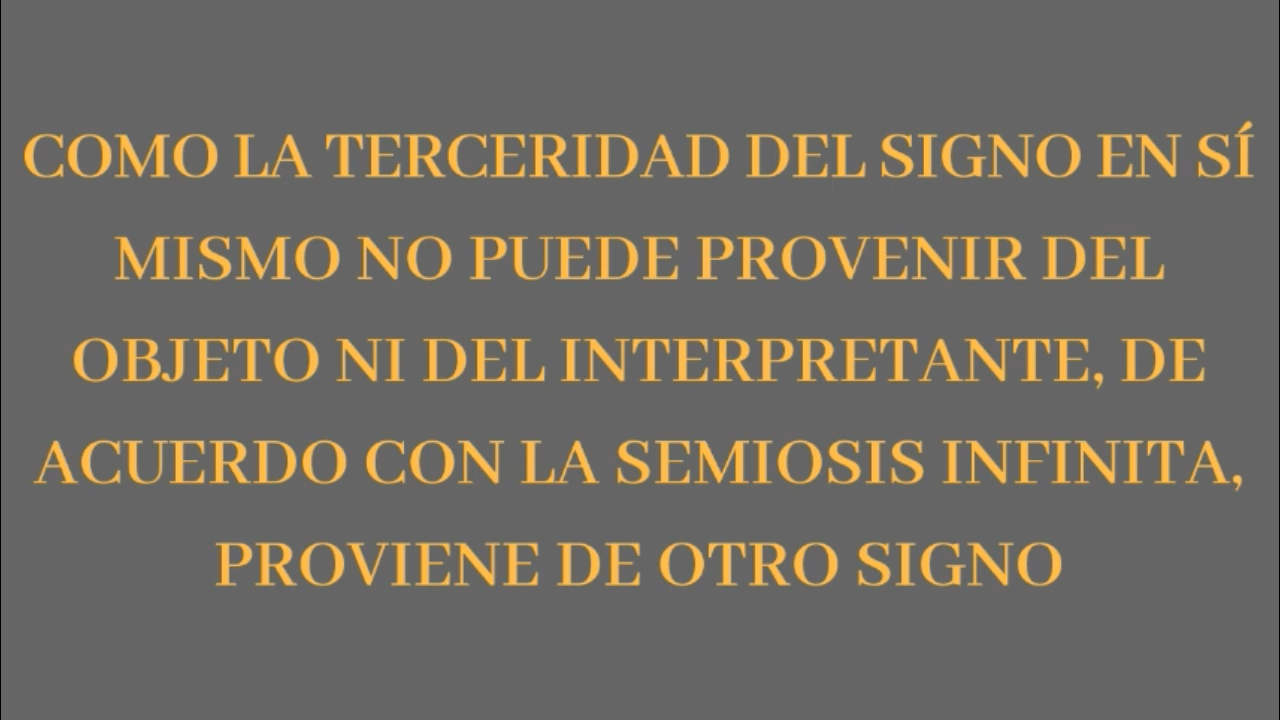 COMO LA TERCERIDAD DEL SIGNO EN SÍ
MISMO NO PUEDE PROVENIR DEL
OBJETO NI DEL INTERPRETANTE, DE
ACUERDO CON LA SEMIOSIS INFINITA,
PROVIENE DE OTRO SIGNO